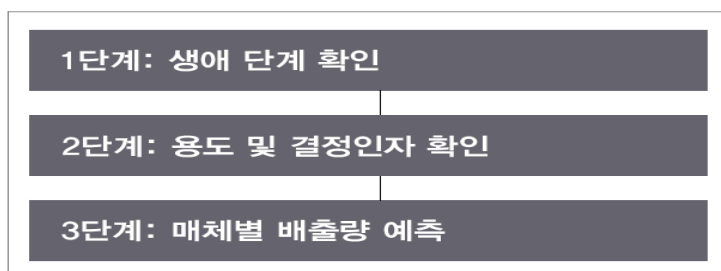 1단계: 생애 단계 확인
2단계: 용도 및 결정인자 확인
3단계: 매체별 배출량 예측